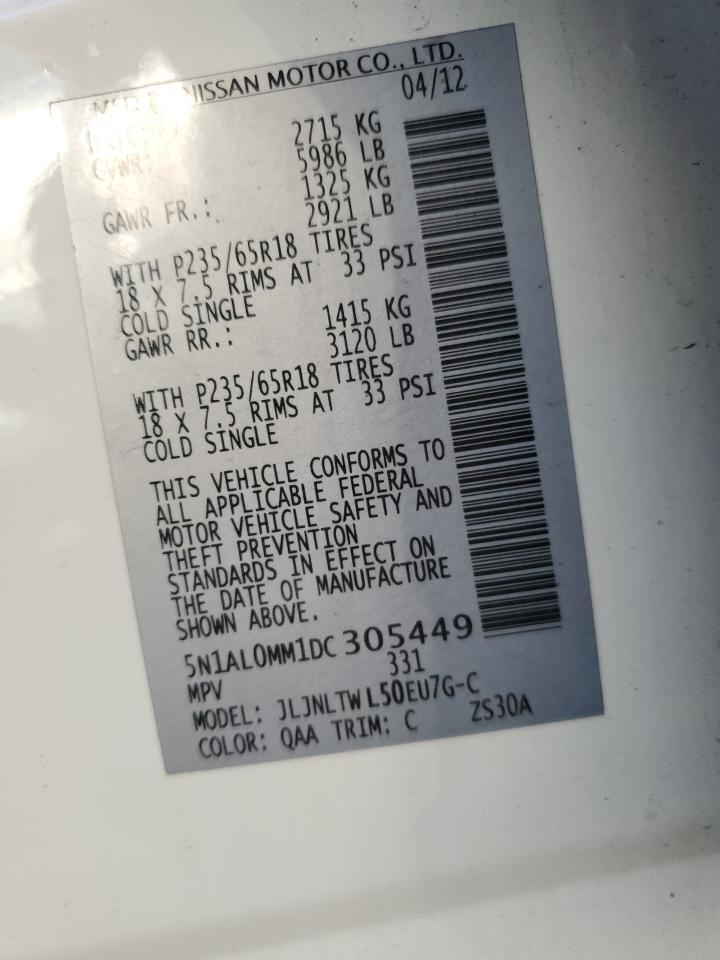 NISSAN MOTOR CO., LTD.
04/12
2715 KG
GVWR: 5986 LB
1325 KG
GAWR FR.: 2921 LB
WITH P235/65R18 TIRES
18 X 7.5 RIMS AT 33 PSI
COLD SINGLE
1415 KG
GAWR RR.: 3120 LB
WITH P235/65R18 TIRES
18 X 7.5 RIMS AT 33 PSI
COLD SINGLE
THIS VEHICLE CONFORMS TO
ALL APPLICABLE FEDERAL
MOTOR VEHICLE SAFETY AND
THEFT PREVENTION
STANDARDS IN EFFECT ON
THE DATE OF MANUFACTURE
SHOWN ABOVE.
5N1AL0MM1DC305449
MPV 331
MODEL: JLJNLTWL50EU7G-C
COLOR: QAA TRIM: C ZS30A